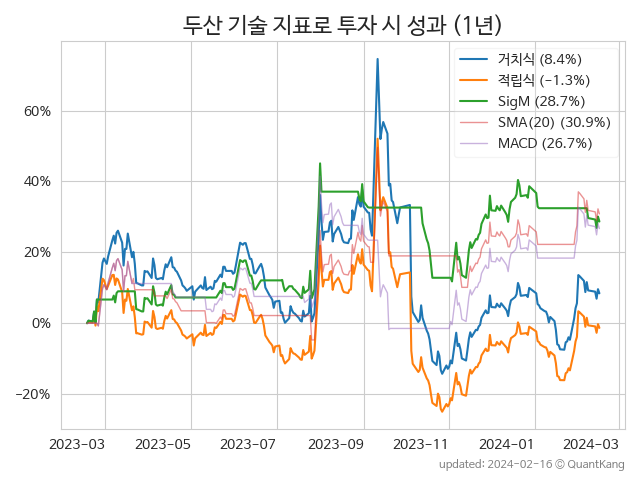 두산 기술 지표로 투자 시 성과 (1년)
거치식 (8.4%)
적립식 (−1.3%)
SigM (28.7%)
SMA(20) (30.9%)
MACD (26.7%)
60%
40%
20%
0%
−20%
2023−03 2023−05 2023−07 2023−09 2023−11 2024−01 2024−03
updated: 2024−02−16 © QuantKang